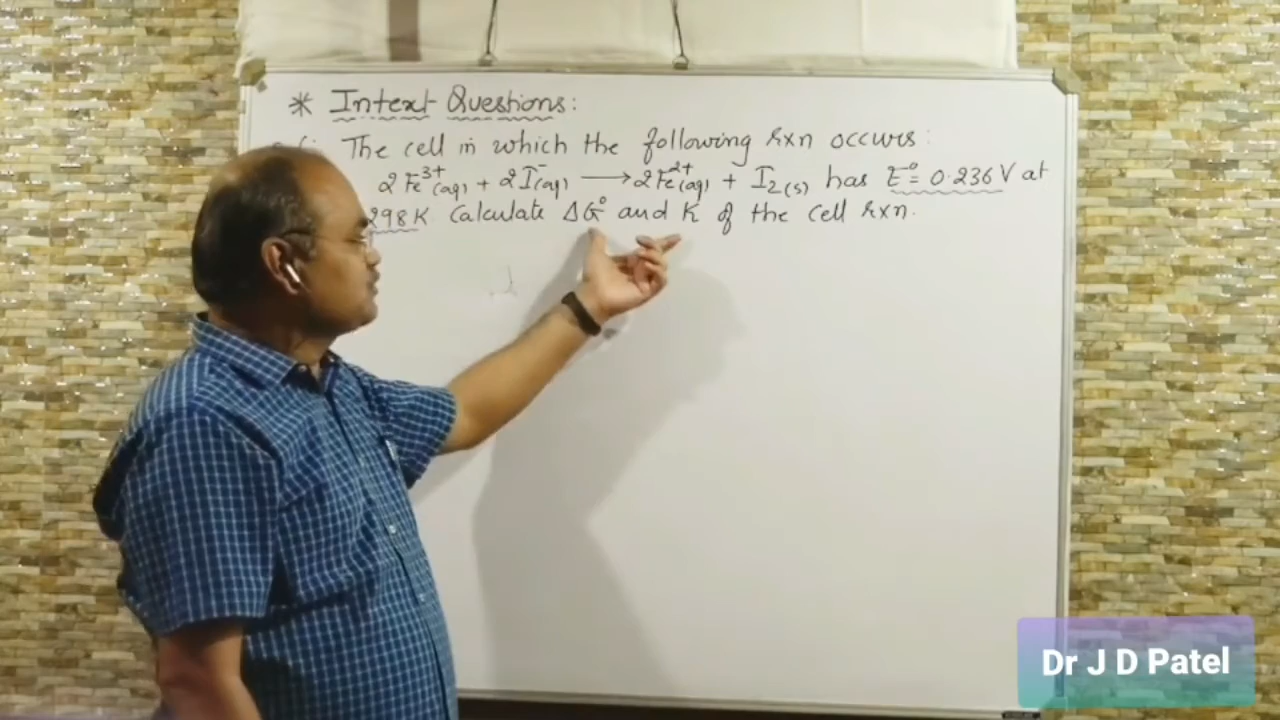 * Intext Questions:
The cell in which the following rxn occurs:
2Fe³⁺(aq) + 2I⁻(aq) ⟶ 2Fe²⁺(aq) + I₂(s) has E° = 0.236 V at
298 K Calculate ΔG° and K of the cell rxn.
Dr J D Patel